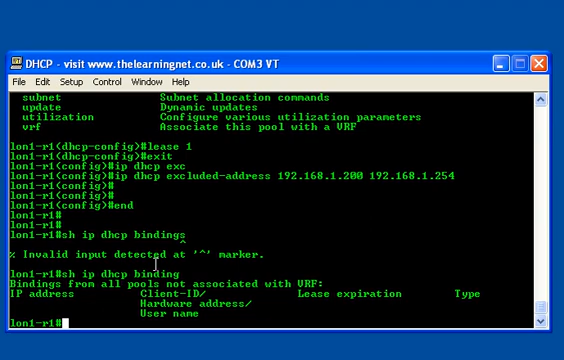 DHCP - visit www.thelearningnet.co.uk - COM3 VT
File Edit Setup Control Window Help
subnet Subnet allocation commands
update Dynamic updates
utilization Configure various utilization parameters
vrf Associate this pool with a VRF
lon1-r1(dhcp-config)#lease 1
lon1-r1(dhcp-config)#exit
lon1-r1(config)#ip dhcp exc
lon1-r1(config)#ip dhcp excluded-address 192.168.1.200 192.168.1.254
lon1-r1(config)#
lon1-r1(config)#
lon1-r1(config)#end
lon1-r1#
lon1-r1#
lon1-r1#sh ip dhcp bindings
^
% Invalid input detected at '^' marker.
lon1-r1#sh ip dhcp binding
Bindings from all pools not associated with VRF:
IP address Client-ID/ Lease expiration Type
Hardware address/
User name
lon1-r1#